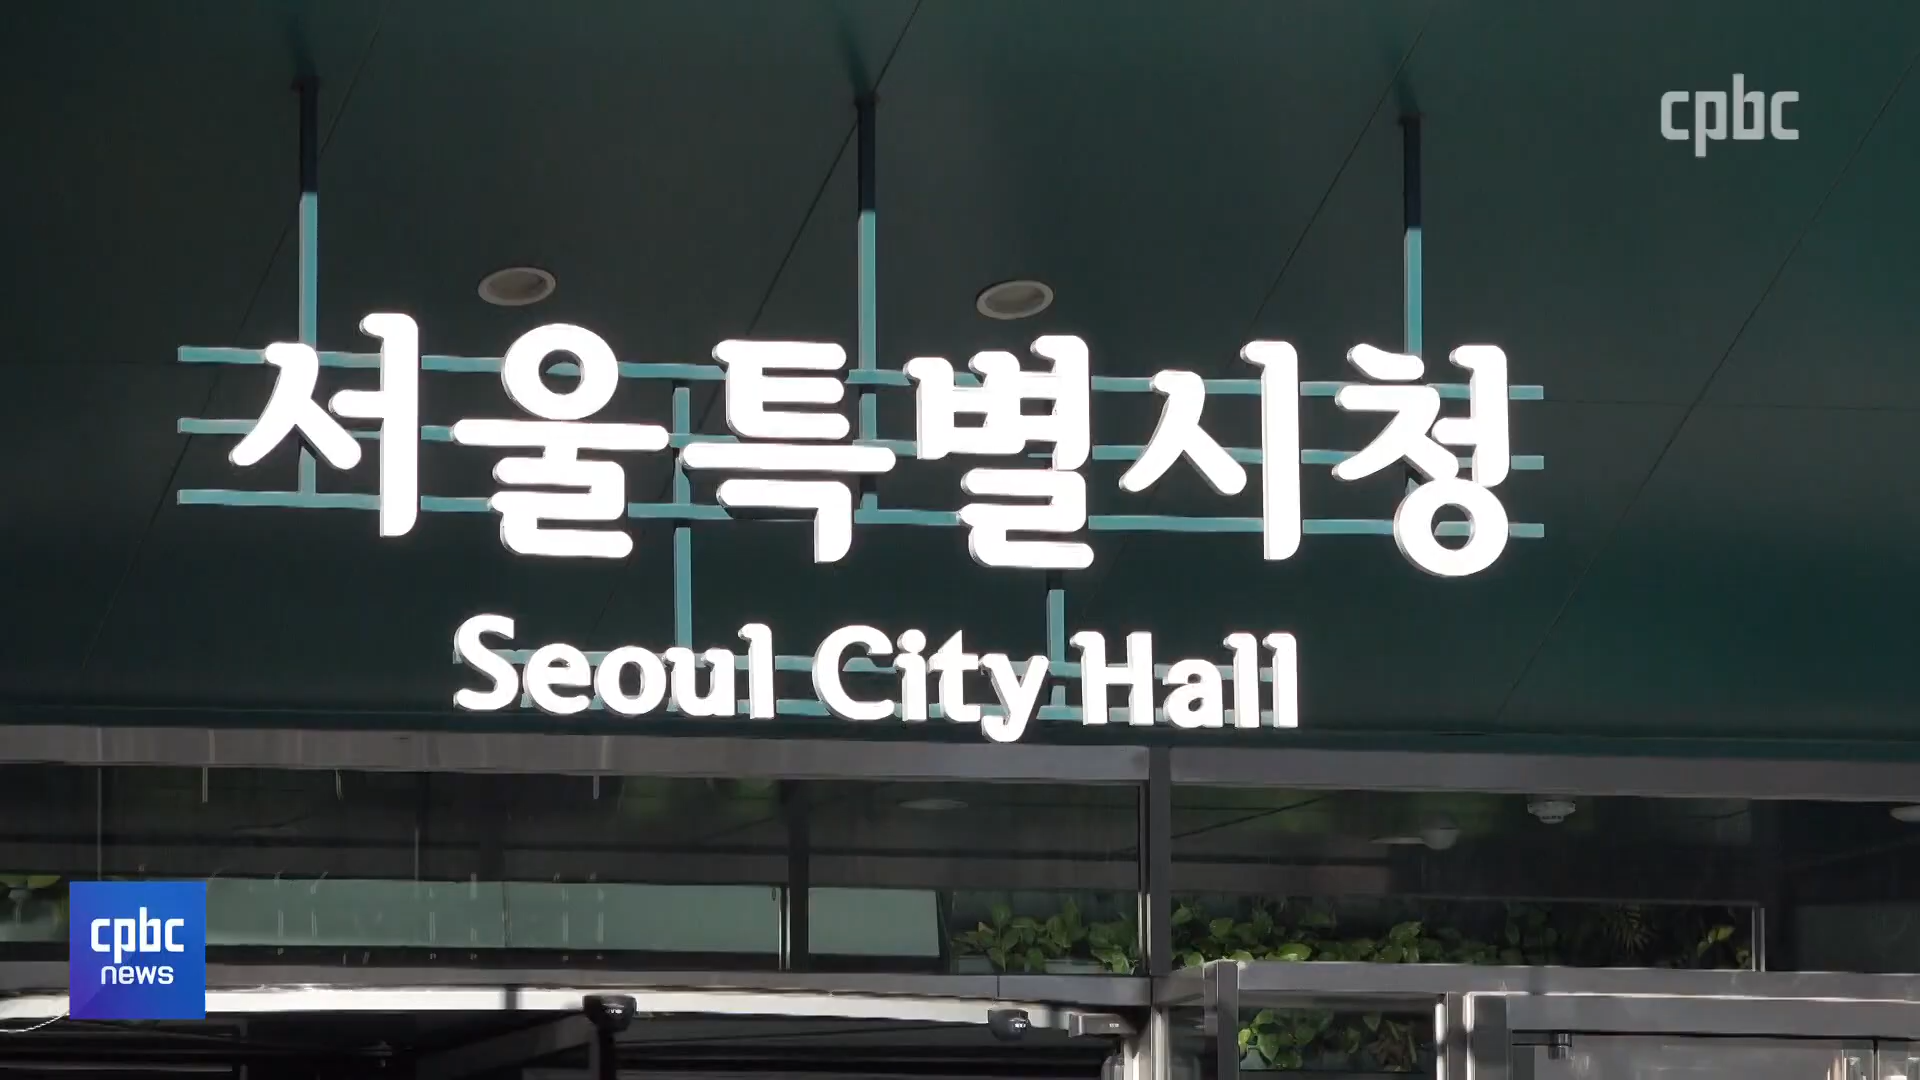 cpbc
서울특별시청
Seoul City Hall
cpbc
news